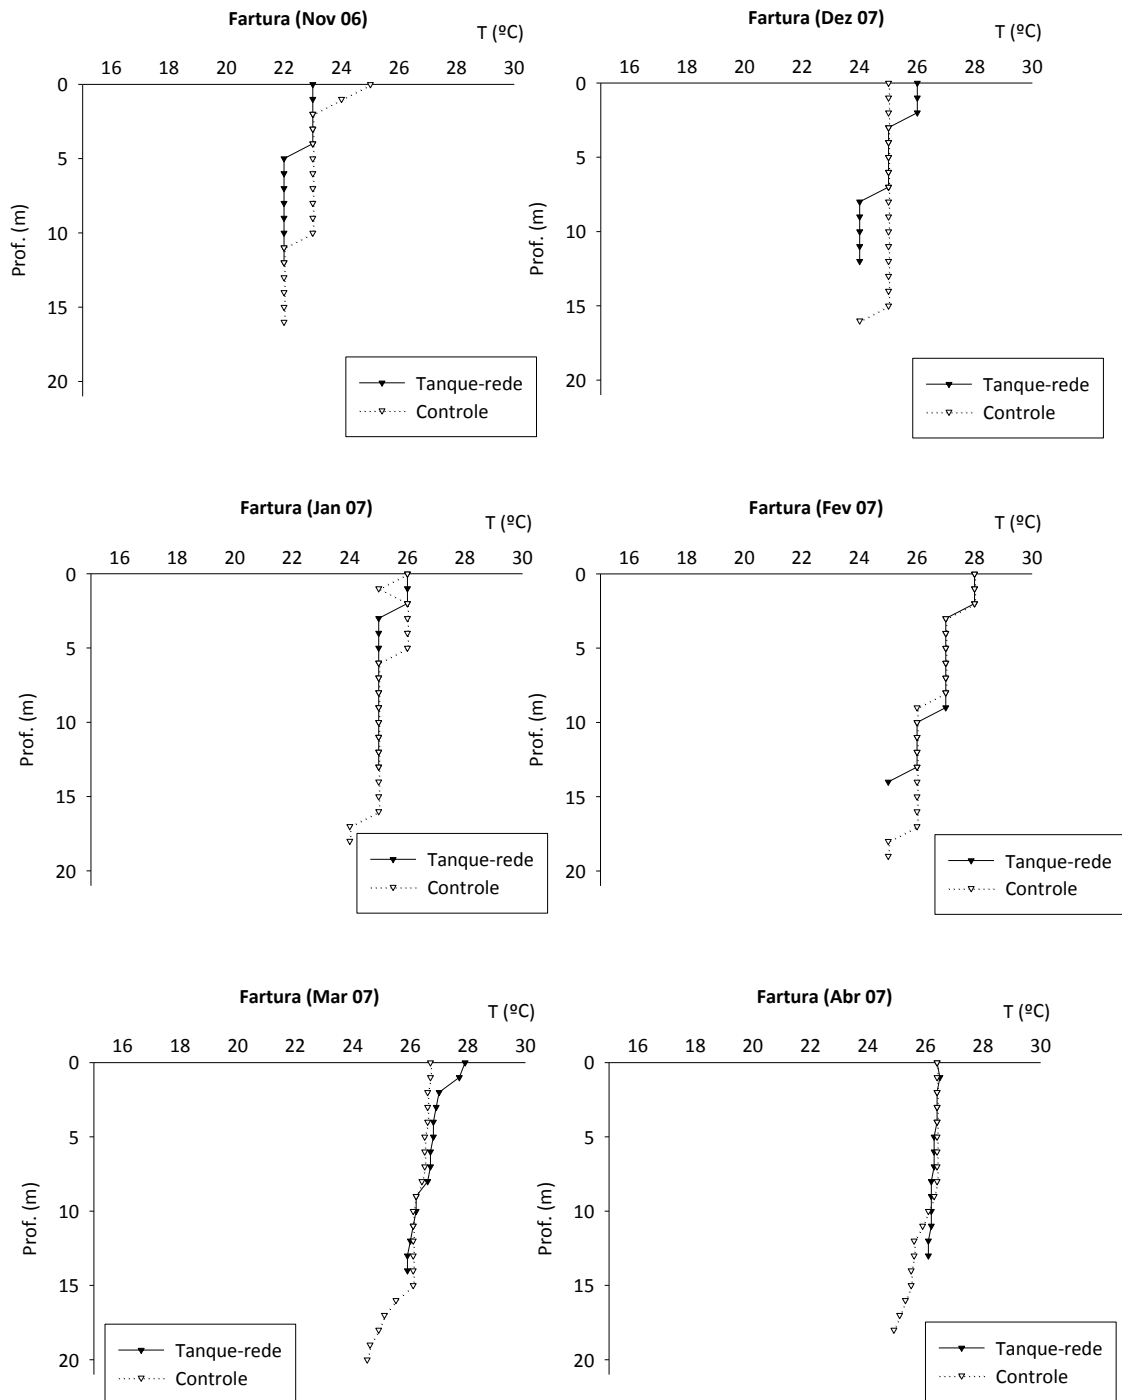 Fartura (Nov 06)
T (ºC)
16 18 20 22 24 26 28 30
0
5
10
15
20
Prof. (m)
Tanque-rede
Controle
Fartura (Dez 07)
T (ºC)
16 18 20 22 24 26 28 30
0
5
10
15
20
Prof. (m)
Tanque-rede
Controle
Fartura (Jan 07)
T (ºC)
16 18 20 22 24 26 28 30
0
5
10
15
20
Prof. (m)
Tanque-rede
Controle
Fartura (Fev 07)
T (ºC)
16 18 20 22 24 26 28 30
0
5
10
15
20
Prof. (m)
Tanque-rede
Controle
Fartura (Mar 07)
T (ºC)
16 18 20 22 24 26 28 30
0
5
10
15
20
Prof. (m)
Tanque-rede
Controle
Fartura (Abr 07)
T (ºC)
16 18 20 22 24 26 28 30
0
5
10
15
20
Prof. (m)
Tanque-rede
Controle